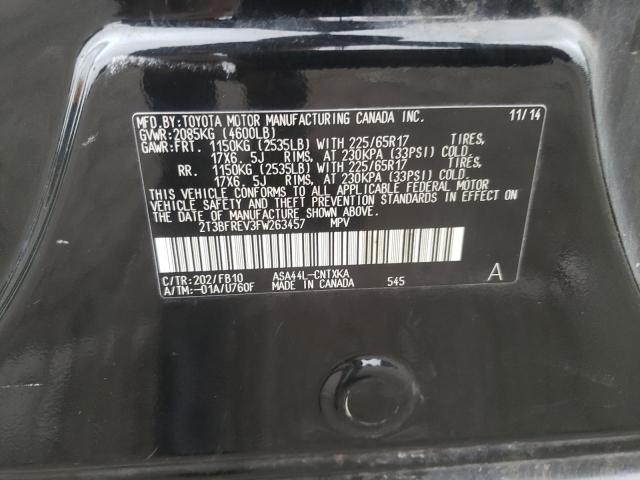 MFD.BY:TOYOTA MOTOR MANUFACTURING CANADA INC. 11/14
GVWR:2085KG (4600LB)
GAWR:FRT. 1150KG (2535LB) WITH 225/65R17 TIRES,
17X6.5J RIMS, AT 230KPA (33PSI) COLD.
RR. 1150KG (2535LB) WITH 225/65R17 TIRES,
17X6.5J RIMS, AT 230KPA (33PSI) COLD.
THIS VEHICLE CONFORMS TO ALL APPLICABLE FEDERAL MOTOR
VEHICLE SAFETY AND THEFT PREVENTION STANDARDS IN EFFECT ON
THE DATE OF MANUFACTURE SHOWN ABOVE.
2T3BFREV3FW263457 MPV
C/TR:202/FB10 ASA44L-CNTXKA
A/TM:-01A/U760F MADE IN CANADA 545 A